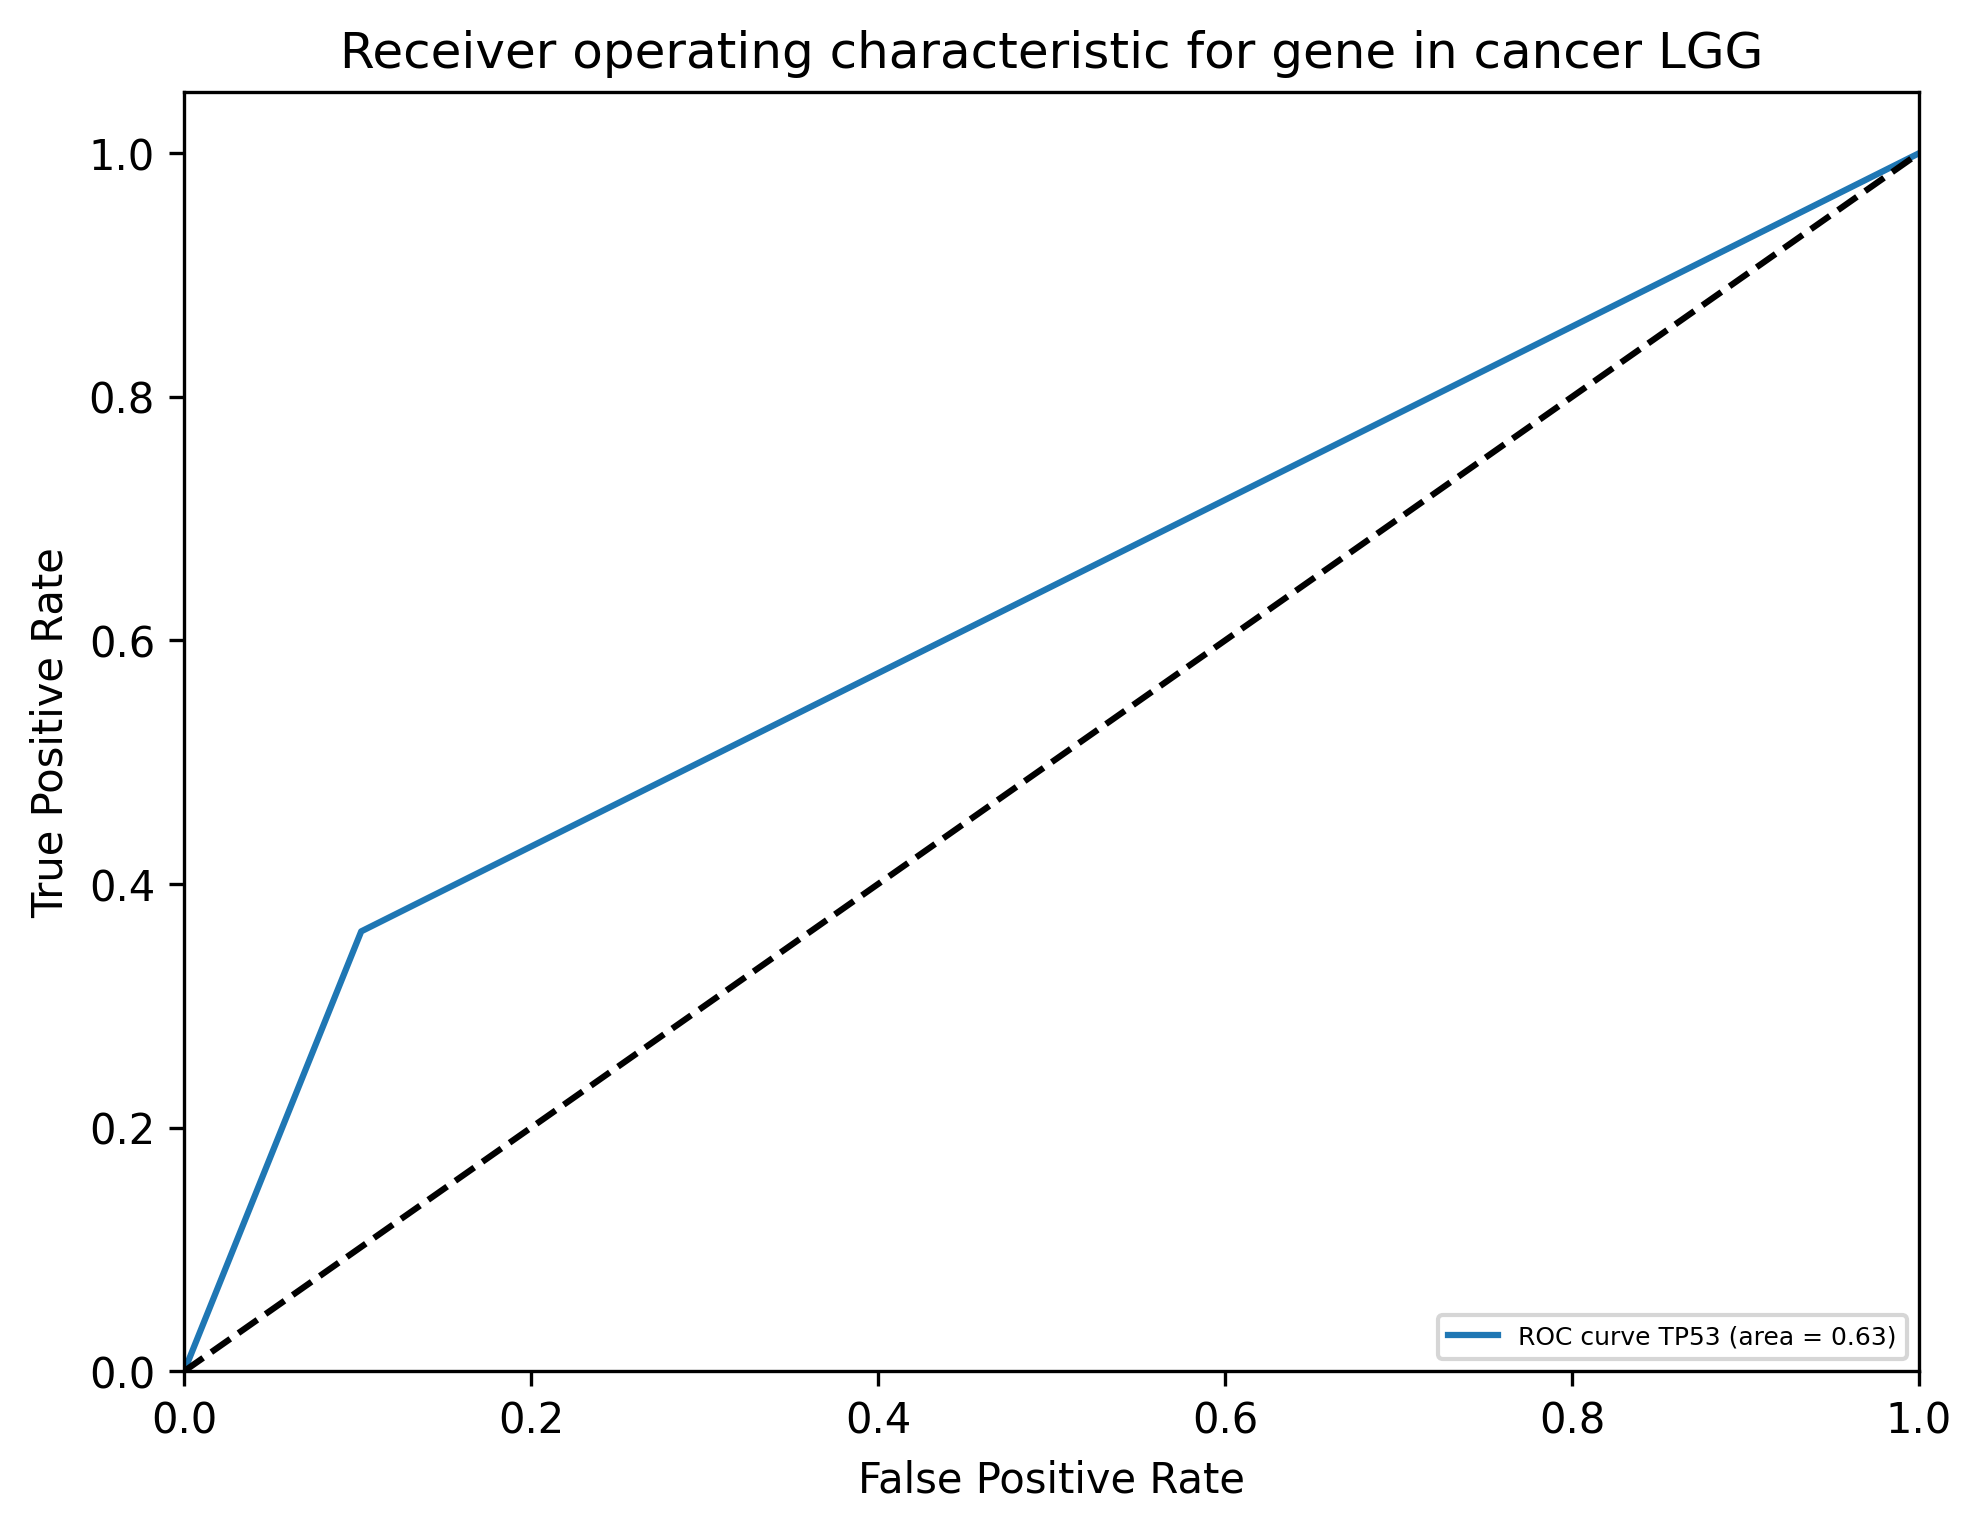 Receiver operating characteristic for gene in cancer LGG
True Positive Rate
1.0
0.8
0.6
0.4
0.2
0.0
0.0 0.2 0.4 0.6 0.8 1.0
False Positive Rate
ROC curve TP53 (area = 0.63)